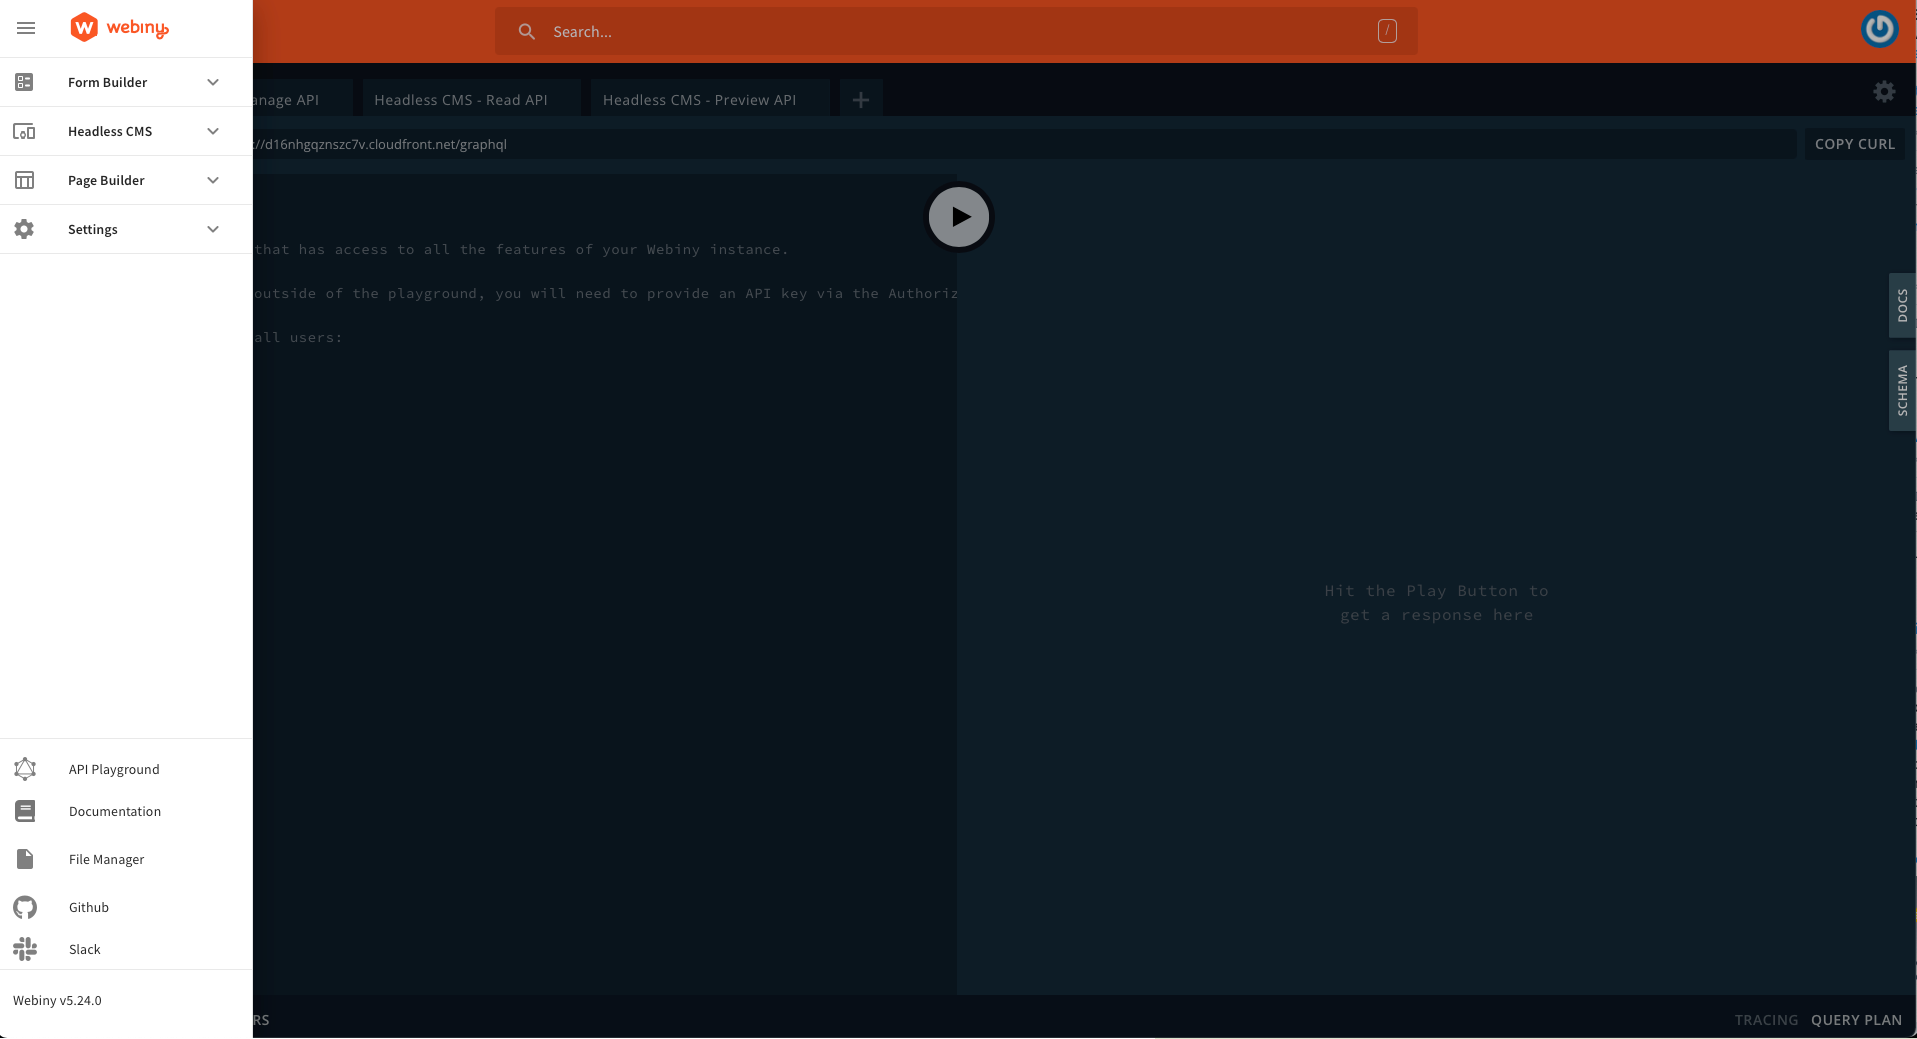 webiny
Search...
/
Form Builder
Headless CMS
Page Builder
Settings
anage API
Headless CMS - Read API
Headless CMS - Preview API
://d16nhgqznszc7v.cloudfront.net/graphql
COPY CURL
that has access to all the features of your Webiny instance.
outside of the playground, you will need to provide an API key via the Authoriz
all users:
DOCS
SCHEMA
Hit the Play Button to
get a response here
API Playground
Documentation
File Manager
Github
Slack
Webiny v5.24.0
RS
TRACING
QUERY PLAN